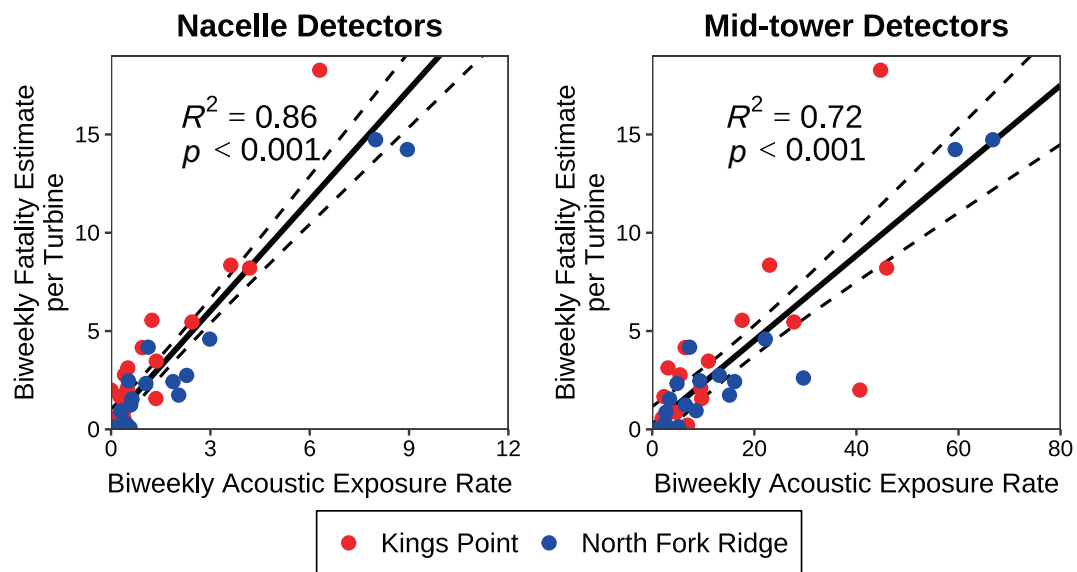 Nacelle Detectors
Biweekly Fatality Estimate
per Turbine
R² = 0.86
p < 0.001
15
10
5
0
0 3 6 9 12
Biweekly Acoustic Exposure Rate
Mid-tower Detectors
Biweekly Fatality Estimate
per Turbine
R² = 0.72
p < 0.001
15
10
5
0
0 20 40 60 80
Biweekly Acoustic Exposure Rate
Kings Point North Fork Ridge